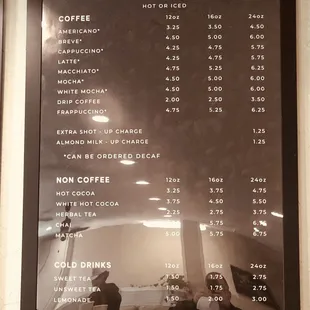 HOT OR ICED
COFFEE 12oz 16oz 24oz
AMERICANO* 3.25 3.50 4.50
BREVE* 4.50 5.00 6.00
CAPPUCCINO* 4.25 4.75 5.75
LATTE* 4.25 4.75 5.75
MACCHIATO* 4.75 5.25 6.25
MOCHA* 4.50 5.00 6.00
WHITE MOCHA* 4.50 5.00 6.00
DRIP COFFEE 2.00 2.50 3.50
FRAPPUCCINO* 4.75 5.25 6.25
EXTRA SHOT - UP CHARGE 1.25
ALMOND MILK - UP CHARGE 1.25
*CAN BE ORDERED DECAF
NON COFFEE 12oz 16oz 24oz
HOT COCOA 3.25 3.75 4.75
WHITE HOT COCOA 3.75 4.50 5.50
HERBAL TEA 2.25 2.75 3.75
CHAI 5.75 6.75
MATCHA 5.00 5.75 6.75
COLD DRINKS 12oz 16oz 24oz
SWEET TEA 1.50 1.75 2.75
UNSWEET TEA 1.50 1.75 2.75
LEMONADE 1.50 2.00 3.00